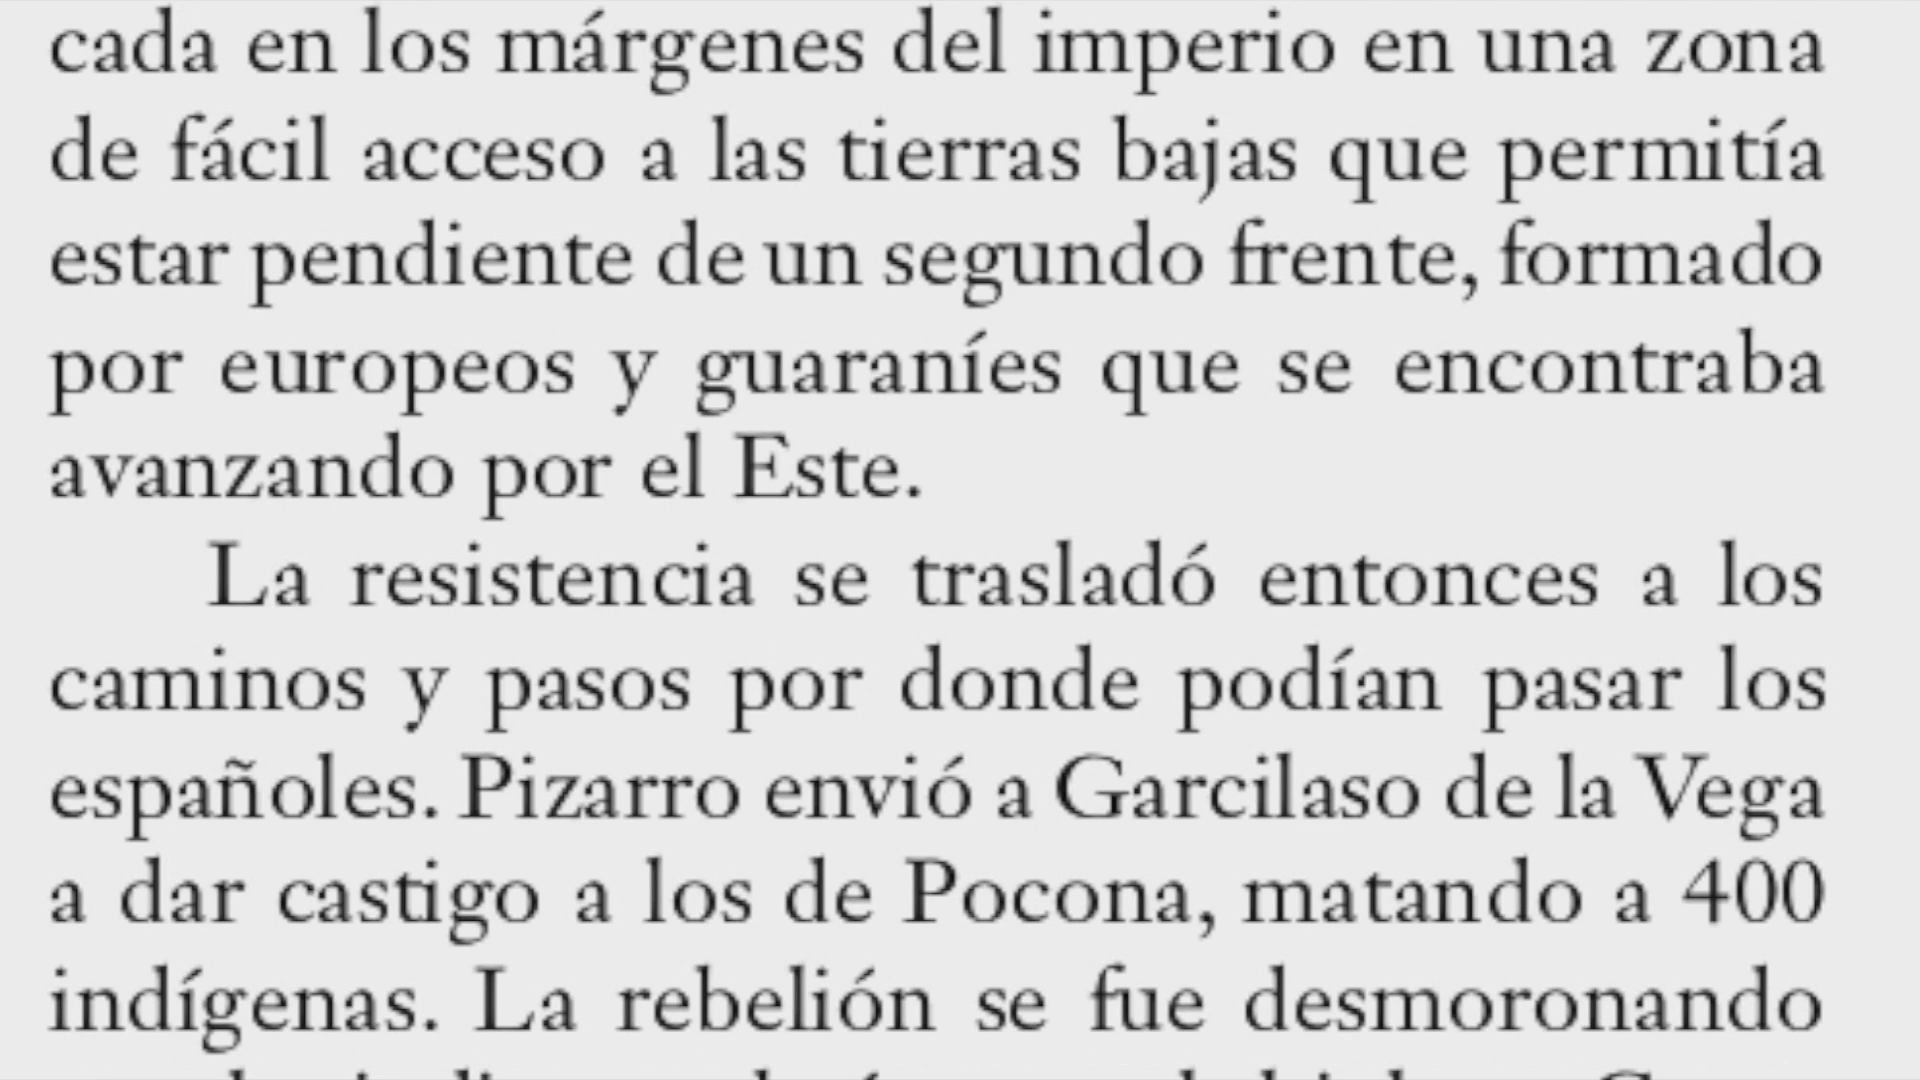 cada en los márgenes del imperio en una zona
de fácil acceso a las tierras bajas que permitía
estar pendiente de un segundo frente, formado
por europeos y guaraníes que se encontraba
avanzando por el Este.
La resistencia se trasladó entonces a los
caminos y pasos por donde podían pasar los
españoles. Pizarro envió a Garcilaso de la Vega
a dar castigo a los de Pocona, matando a 400
indígenas. La rebelión se fue desmoronando